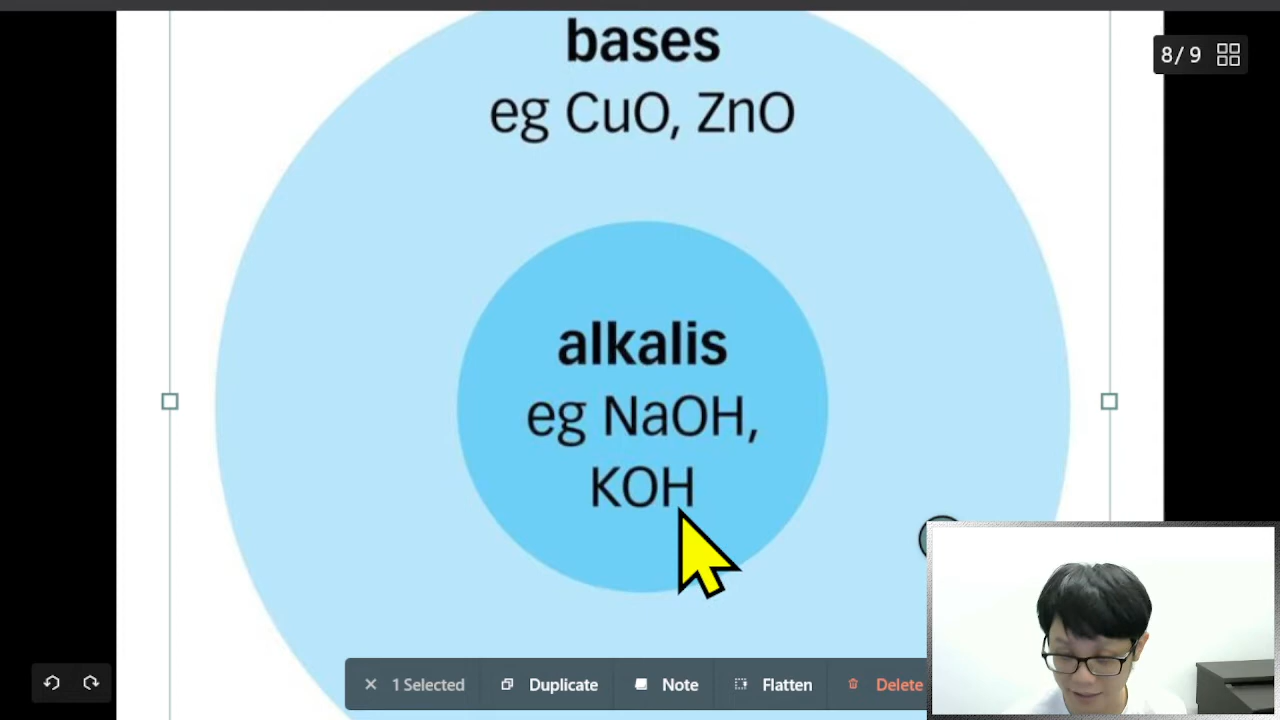 bases
8/9
eg CuO, ZnO
alkalis
eg NaOH,
KOH
1 Selected Duplicate Note Flatten Delete